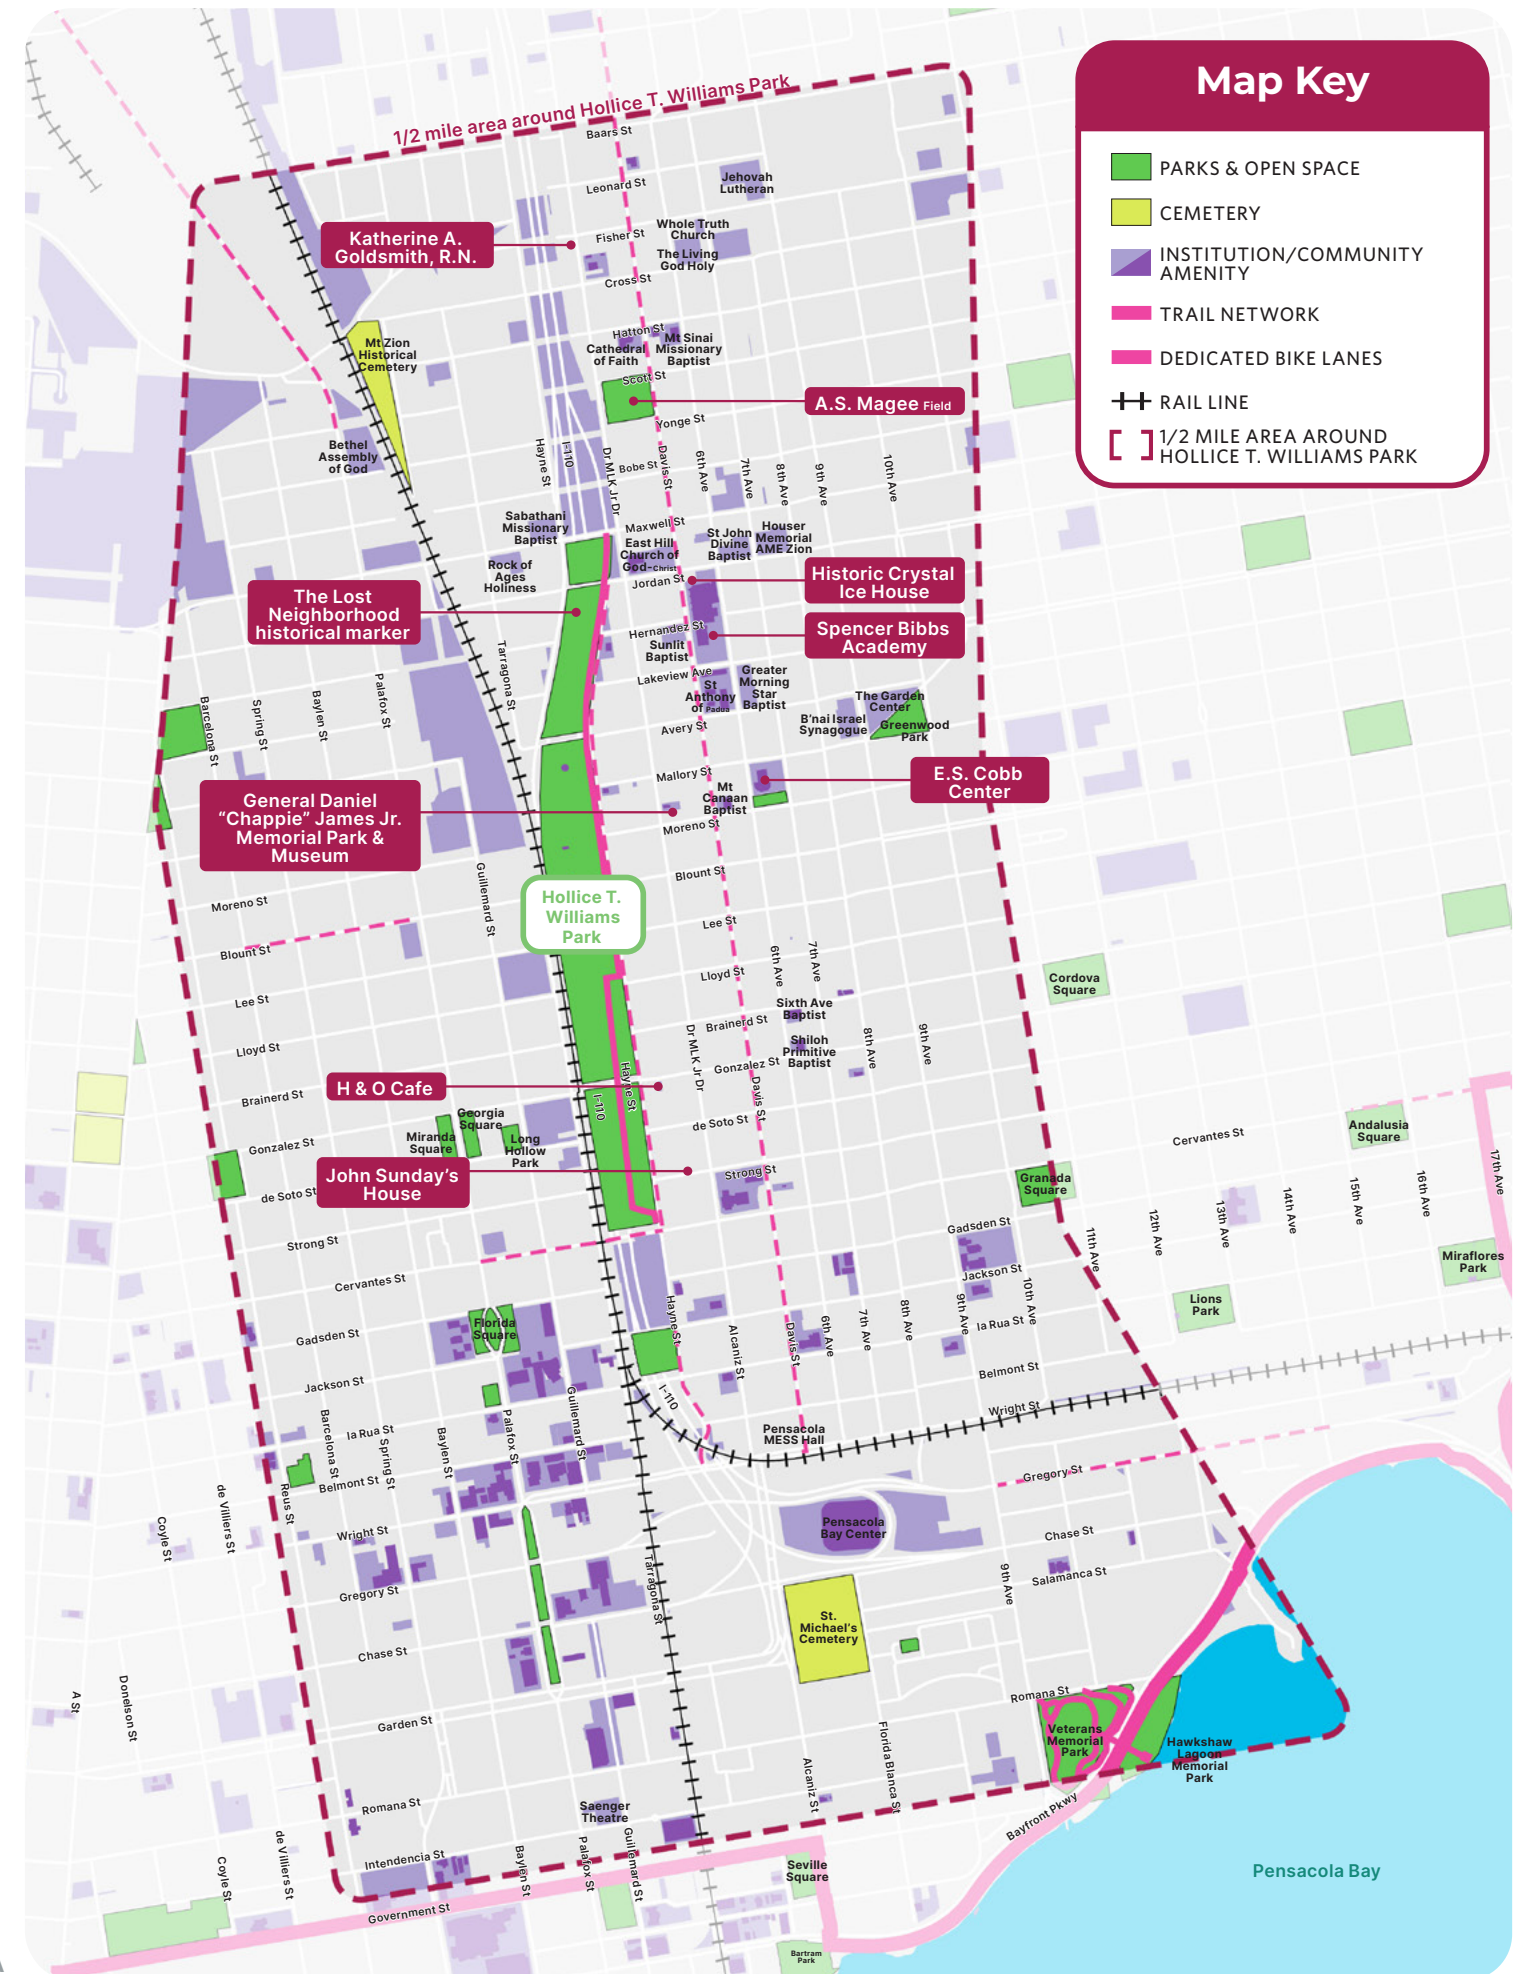 1/2 mile area around Hollice T. Williams Park
Map Key
PARKS & OPEN SPACE
CEMETERY
INSTITUTION/COMMUNITY
AMENITY
TRAIL NETWORK
DEDICATED BIKE LANES
RAIL LINE
1/2 MILE AREA AROUND
HOLLICE T. WILLIAMS PARK
Baars St
Leonard St
Jehovah
Lutheran
Katherine A.
Goldsmith, R.N.
Fisher St
Whole Truth
Church
The Living
God Holy
Cross St
Hatton St
Mt Zion
Historical
Cemetery
Cathedral
of Faith
Mt Sinai
Missionary
Baptist
Scott St
A.S. Magee Field
Yonge St
Bethel
Assembly
of God
Hayne St
I-110
Dr MLK Jr Dr
Bobe St
Davis St
6th Ave
7th Ave
8th Ave
9th Ave
10th Ave
Sabathani
Missionary
Baptist
Maxwell St
East Hill
Church of
God-Christ
St John
Divine
Baptist
Houser
Memorial
AME Zion
Rock of
Ages
Holiness
Jordan St
Historic Crystal
Ice House
The Lost
Neighborhood
historical marker
Hernandez St
Spencer Bibbs
Academy
Sunlit
Baptist
Tarragona St
Lakeview Ave
St
Anthony
of Padua
Greater
Morning
Star
Baptist
The Garden
Center
B'nai Israel
Synagogue
Greenwood
Park
Barcelona St
Spring St
Baylen St
Palafox St
Avery St
Mallory St
E.S. Cobb
Center
General Daniel
“Chappie” James Jr.
Memorial Park &
Museum
Mt
Canaan
Baptist
Moreno St
Guillemard St
Blount St
Hollice T.
Williams
Park
Moreno St
Lee St
Blount St
Lloyd St
6th Ave
7th Ave
Cordova
Square
Lee St
Sixth Ave
Baptist
Brainerd St
Lloyd St
Dr MLK Jr Dr
Shiloh
Primitive
Baptist
8th Ave
9th Ave
Gonzalez St
H & O Cafe
Hayne St
I-110
Davis St
Brainerd St
Georgia
Square
Miranda
Square
Long
Hollow
Park
de Soto St
Andalusia
Square
Cervantes St
Gonzalez St
John Sunday's
House
Strong St
Granada
Square
17th Ave
16th Ave
15th Ave
14th Ave
13th Ave
12th Ave
11th Ave
de Soto St
Gadsden St
Strong St
Miraflores
Park
Jackson St
Cervantes St
Lions
Park
10th Ave
9th Ave
8th Ave
7th Ave
6th Ave
Davis St
Alcaniz St
Hayne St
la Rua St
Florida
Square
Gadsden St
Belmont St
Jackson St
I-110
Wright St
Pensacola
MESS Hall
Guillemard St
Palafox St
Baylen St
Spring St
Barcelona St
la Rua St
Belmont St
Reus St
de Villiers St
Coyle St
Gregory St
Pensacola
Bay Center
Chase St
Wright St
Salamanca St
9th Ave
Tarragona St
Gregory St
St.
Michael's
Cemetery
Chase St
Romana St
Donelson St
A St
Garden St
Veterans
Memorial
Park
Hawkshaw
Lagoon
Memorial
Park
Florida Blanca St
Alcaniz St
Romana St
Saenger
Theatre
Bayfront Pkwy
Intendencia St
de Villiers St
Coyle St
Baylen St
Palafox St
Guillemard St
Seville
Square
Pensacola Bay
Government St
Bartram
Park